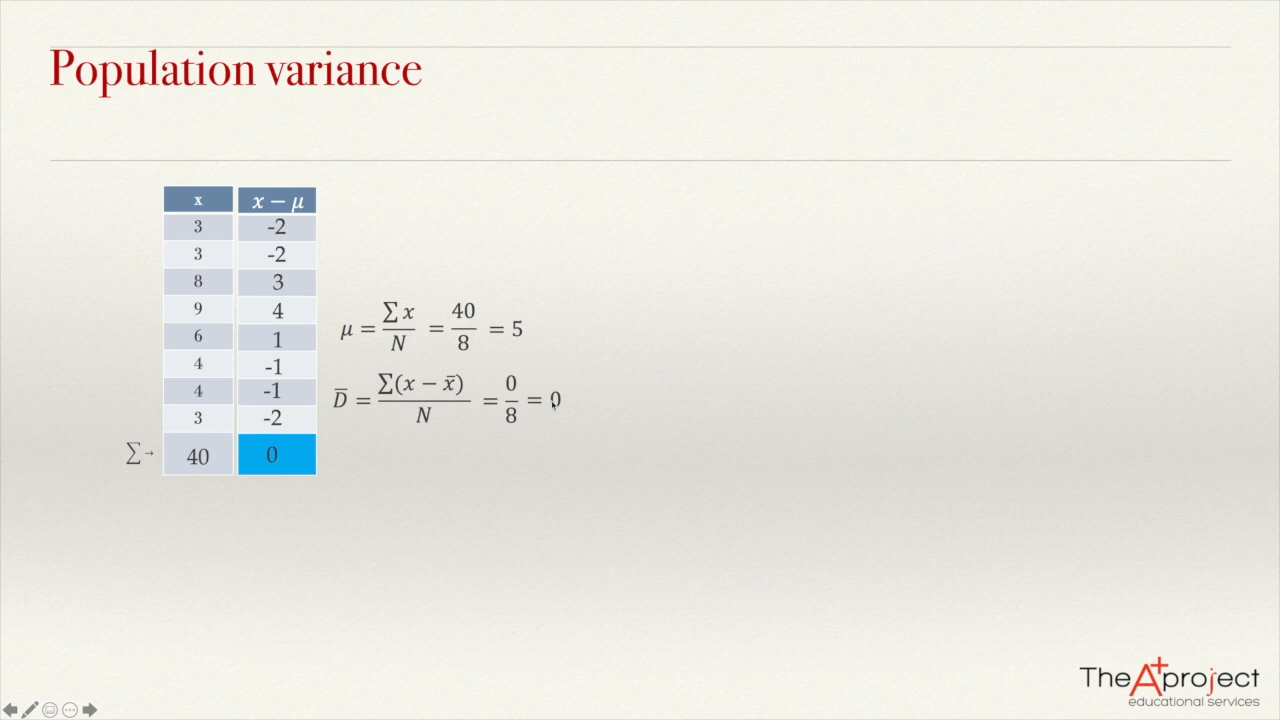 Population variance
x x − μ
3 -2
3 -2
8 3
9 4
6 1
4 -1
4 -1
3 -2
∑→ 40 0
μ = ∑ x / N = 40 / 8 = 5
D̅ = ∑(x − x̄) / N = 0 / 8 = 0
The A+ project
educational services